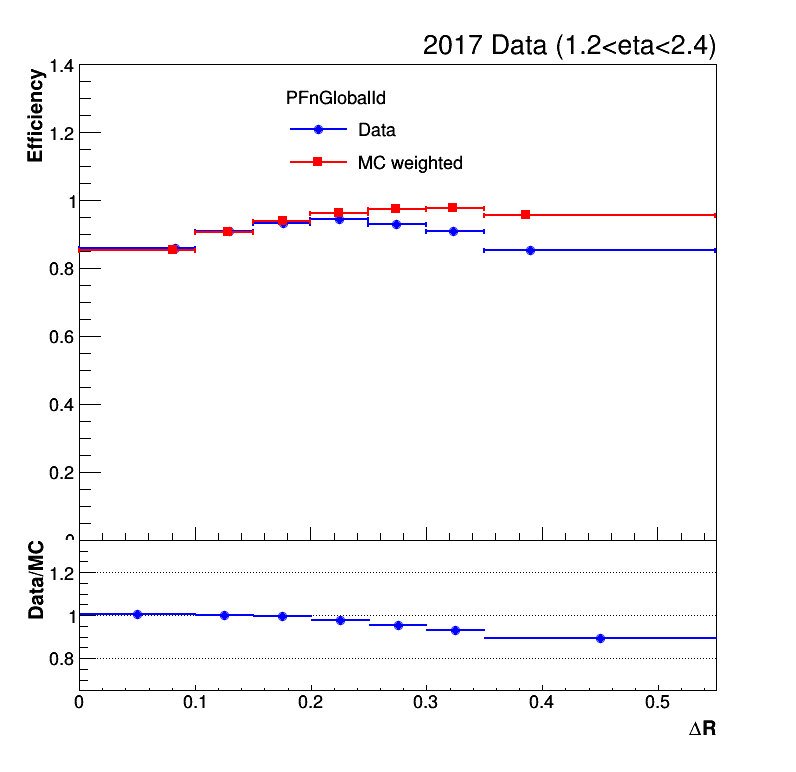 2017 Data (1.2<eta<2.4)
Efficiency
1.4
1.2
1
0.8
0.6
0.4
0.2
0
PFnGlobalId
Data
MC weighted
Data/MC
1.2
1
0.8
0 0.1 0.2 0.3 0.4 0.5
ΔR